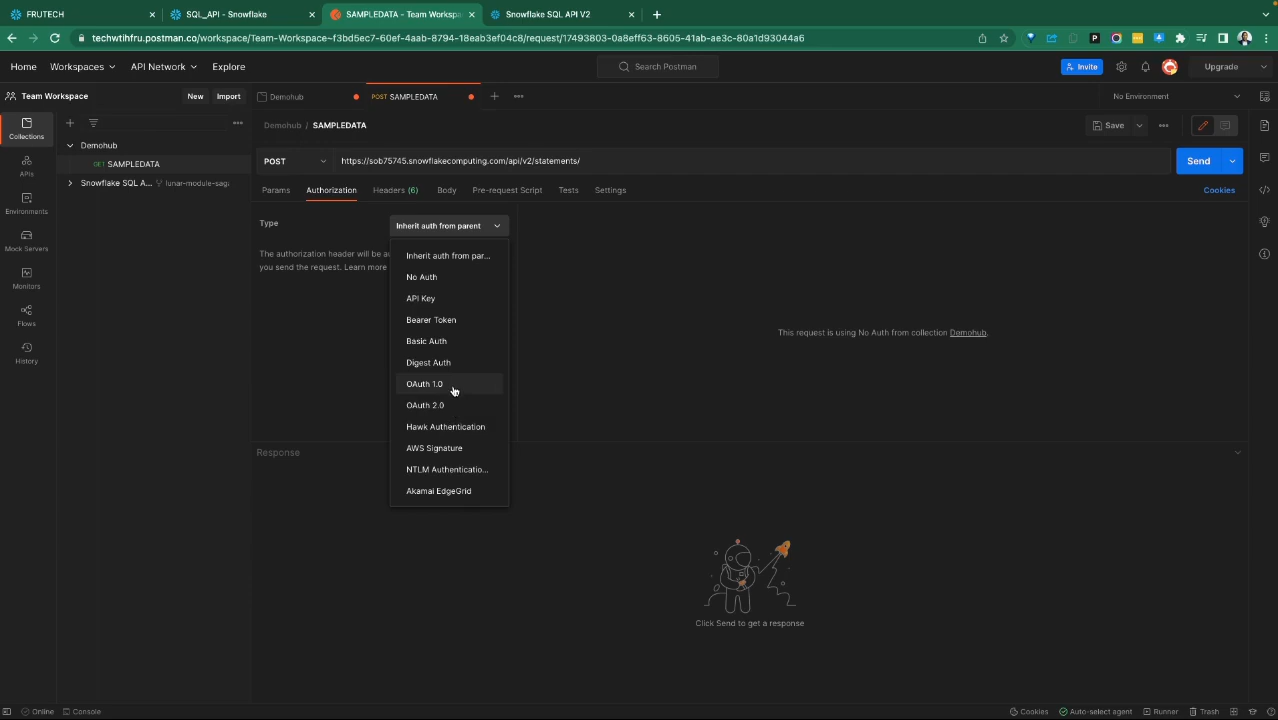 FRUTECH
SQL_API - Snowflake
SAMPLEDATA - Team Workspa
Snowflake SQL API V2
techwtihfru.postman.co/workspace/Team-Workspace~f3bd5ec7-60ef-4aab-8794-18eab3ef04c8/request/17493803-0a8eff63-8605-41ab-ae3c-80a1d93044a6
Home Workspaces API Network Explore Search Postman Invite Upgrade
Team Workspace New Import Demohub POST SAMPLEDATA No Environment
Collections
APIs
Environments
Mock Servers
Monitors
Flows
History
Demohub
GET SAMPLEDATA
Snowflake SQL A... lunar-module-sag
Demohub / SAMPLEDATA Save
POST https://sob75745.snowflakecomputing.com/api/v2/statements/ Send
Params Authorization Headers (6) Body Pre-request Script Tests Settings Cookies
Type Inherit auth from parent
The authorization header will be au
you send the request. Learn more
Inherit auth from par...
No Auth
API Key
Bearer Token
Basic Auth
Digest Auth
OAuth 1.0
OAuth 2.0
Hawk Authentication
AWS Signature
NTLM Authenticatio...
Akamai EdgeGrid
This request is using No Auth from collection Demohub.
Response
Click Send to get a response
Online Console Cookies Auto-select agent Runner Trash